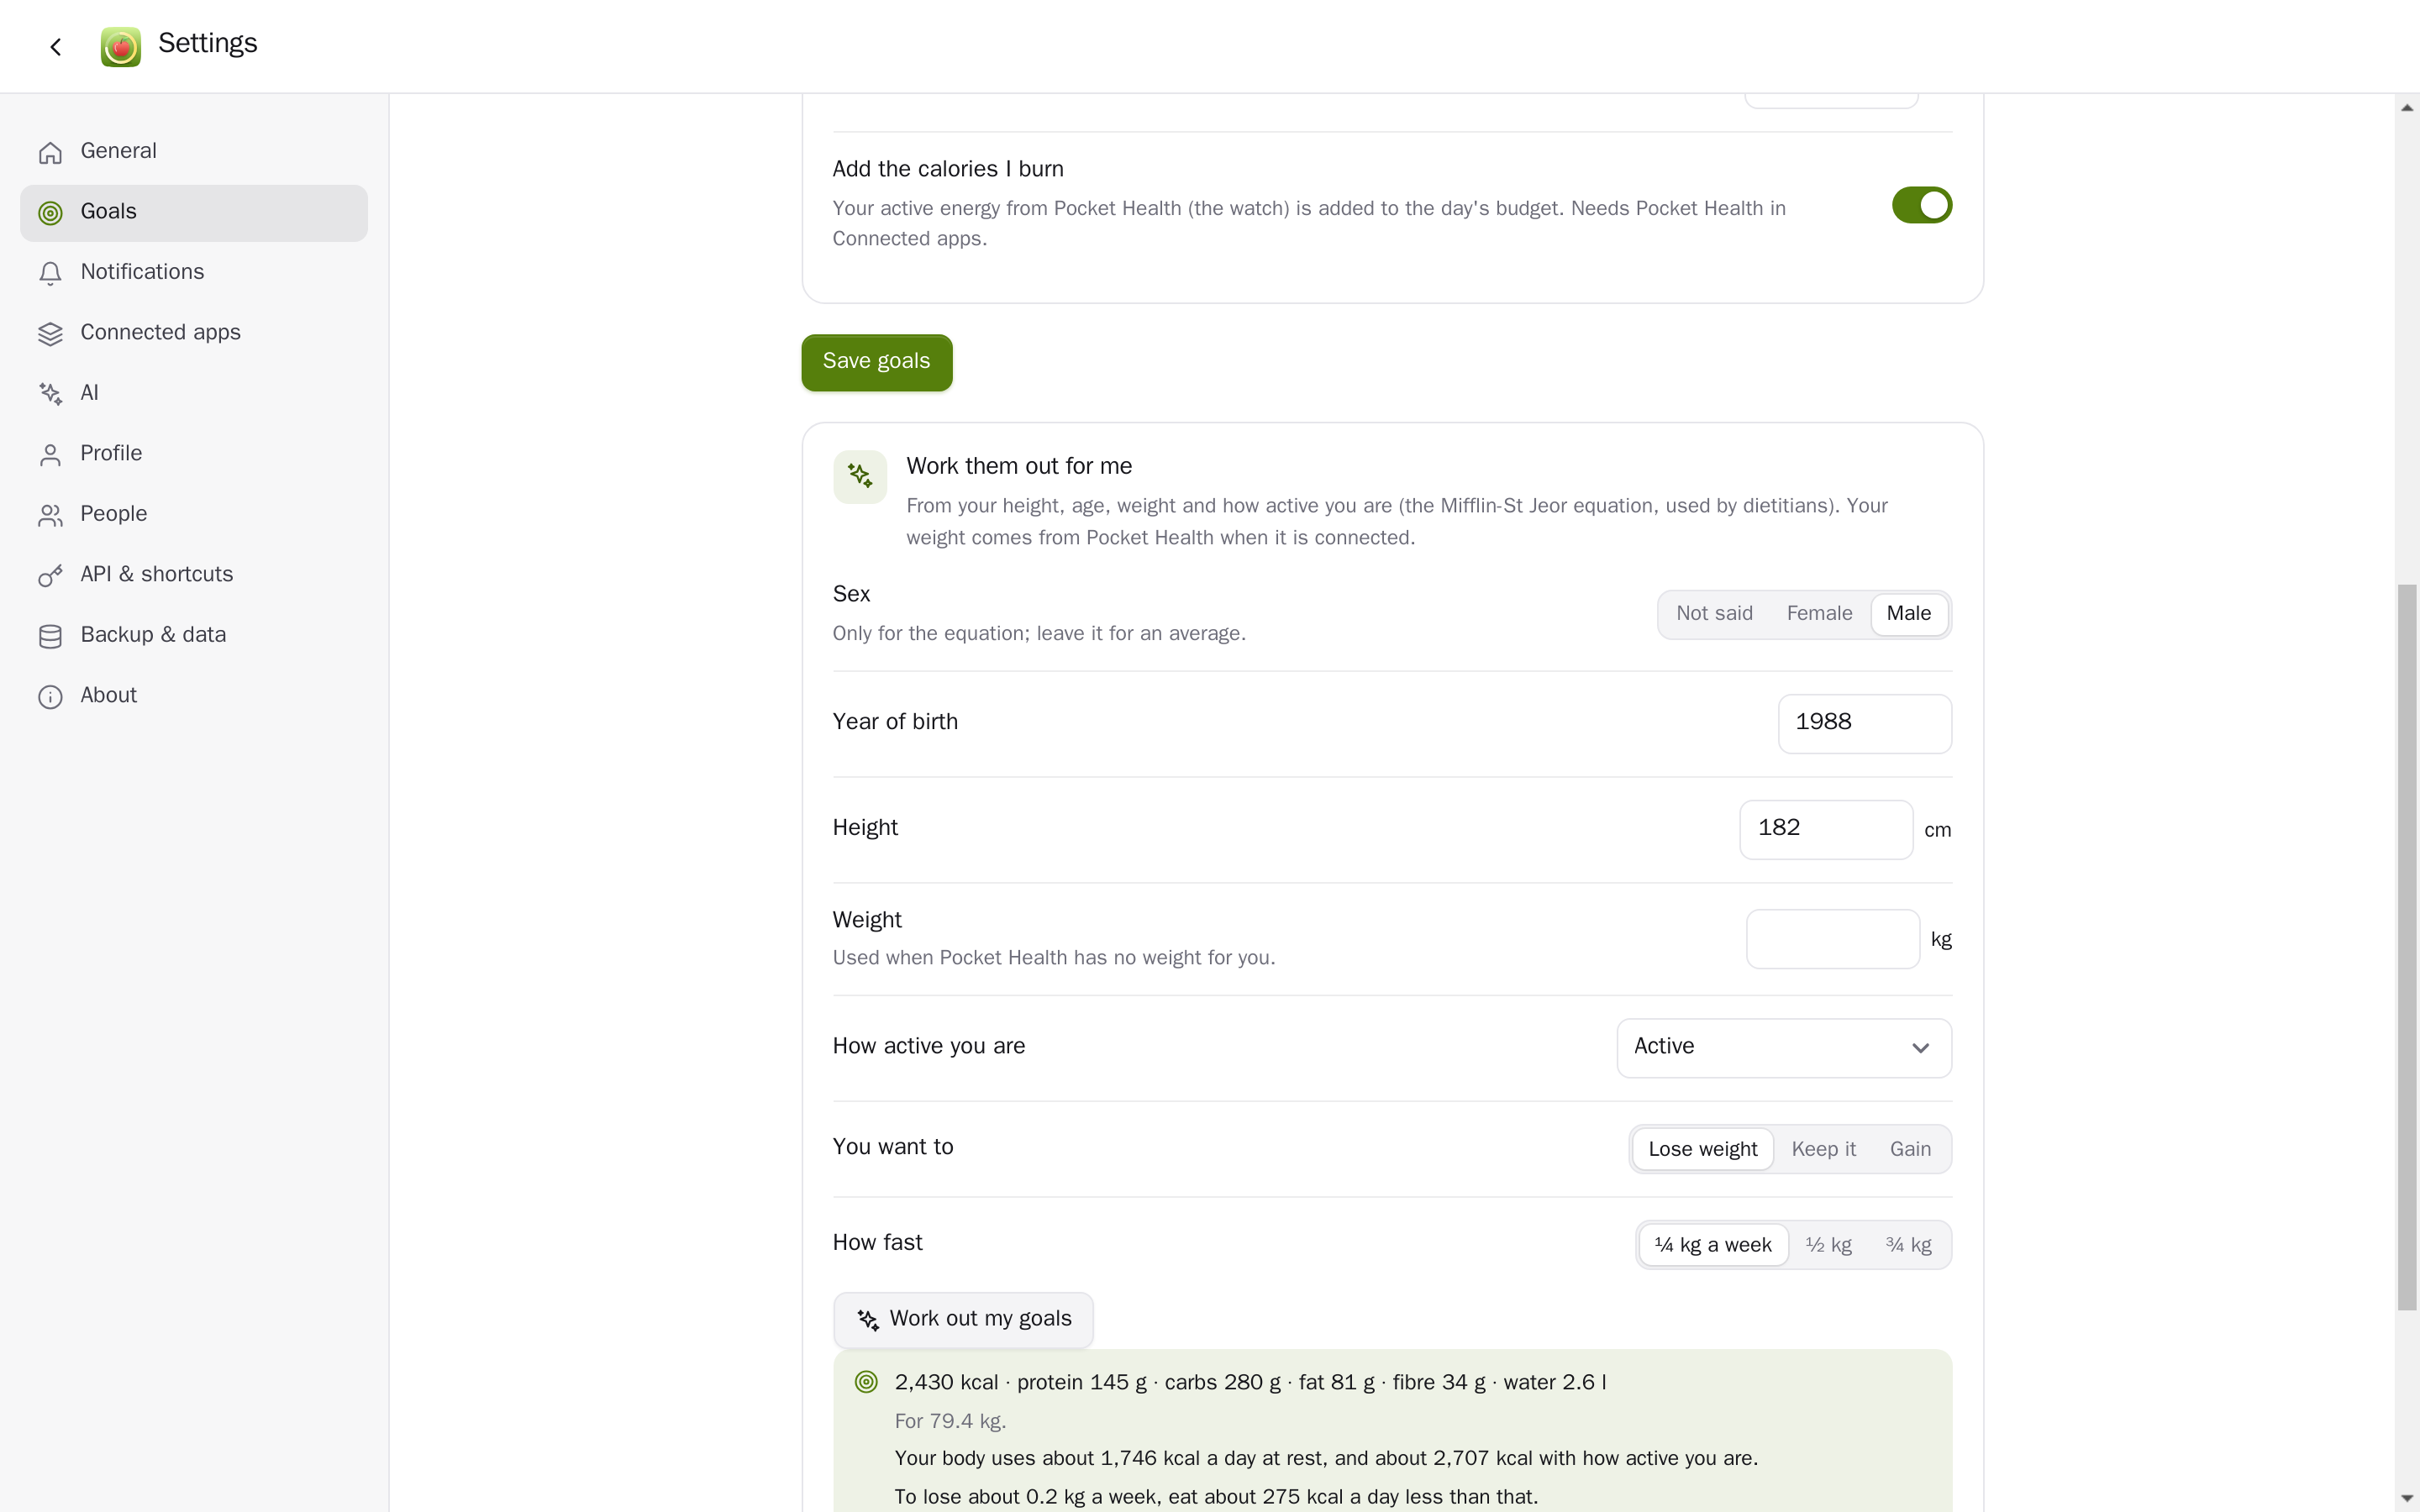 Settings
General
Goals
Notifications
Connected apps
AI
Profile
People
API & shortcuts
Backup & data
About
Add the calories I burn
Your active energy from Pocket Health (the watch) is added to the day's budget. Needs Pocket Health in
Connected apps.
Save goals
Work them out for me
From your height, age, weight and how active you are (the Mifflin-St Jeor equation, used by dietitians). Your
weight comes from Pocket Health when it is connected.
Sex
Only for the equation; leave it for an average.
Not said Female Male
Year of birth
1988
Height
182 cm
Weight
Used when Pocket Health has no weight for you.
kg
How active you are
Active
You want to
Lose weight Keep it Gain
How fast
¼ kg a week ½ kg ¾ kg
Work out my goals
2,430 kcal · protein 145 g · carbs 280 g · fat 81 g · fibre 34 g · water 2.6 l
For 79.4 kg.
Your body uses about 1,746 kcal a day at rest, and about 2,707 kcal with how active you are.
To lose about 0.2 kg a week, eat about 275 kcal a day less than that.